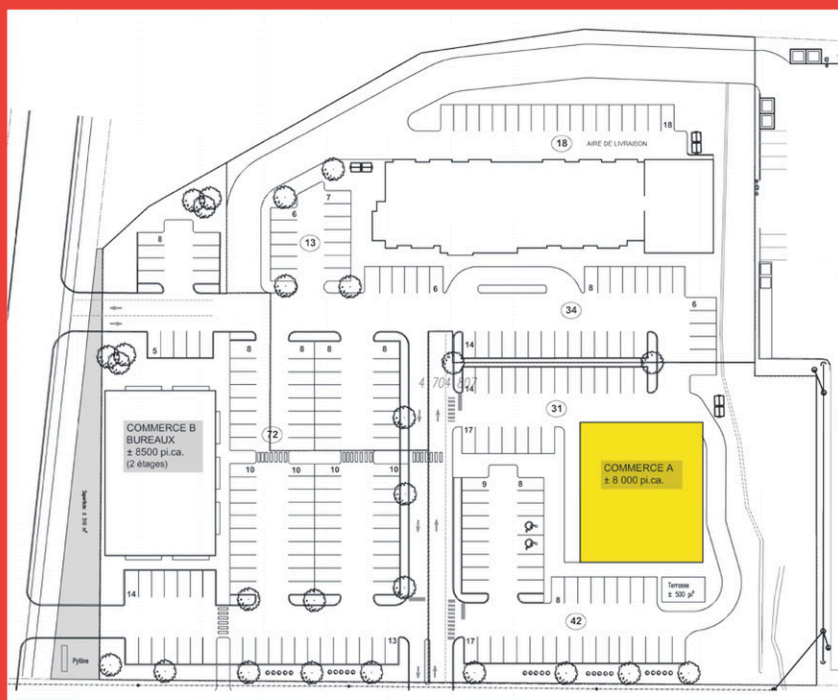 18
18 AIRE DE LIVRAISON
7
6
13
8
6
8
6
34
5
8
8
8
8
14
14
4 704 807
31
COMMERCE B
BUREAUX
± 8500 pi.ca.
(2 étages)
72
17
COMMERCE A
± 8 000 pi.ca.
10
10
10
10
9
8
14
8
Terrasse
± 500 pi²
42
13
17
Pylône